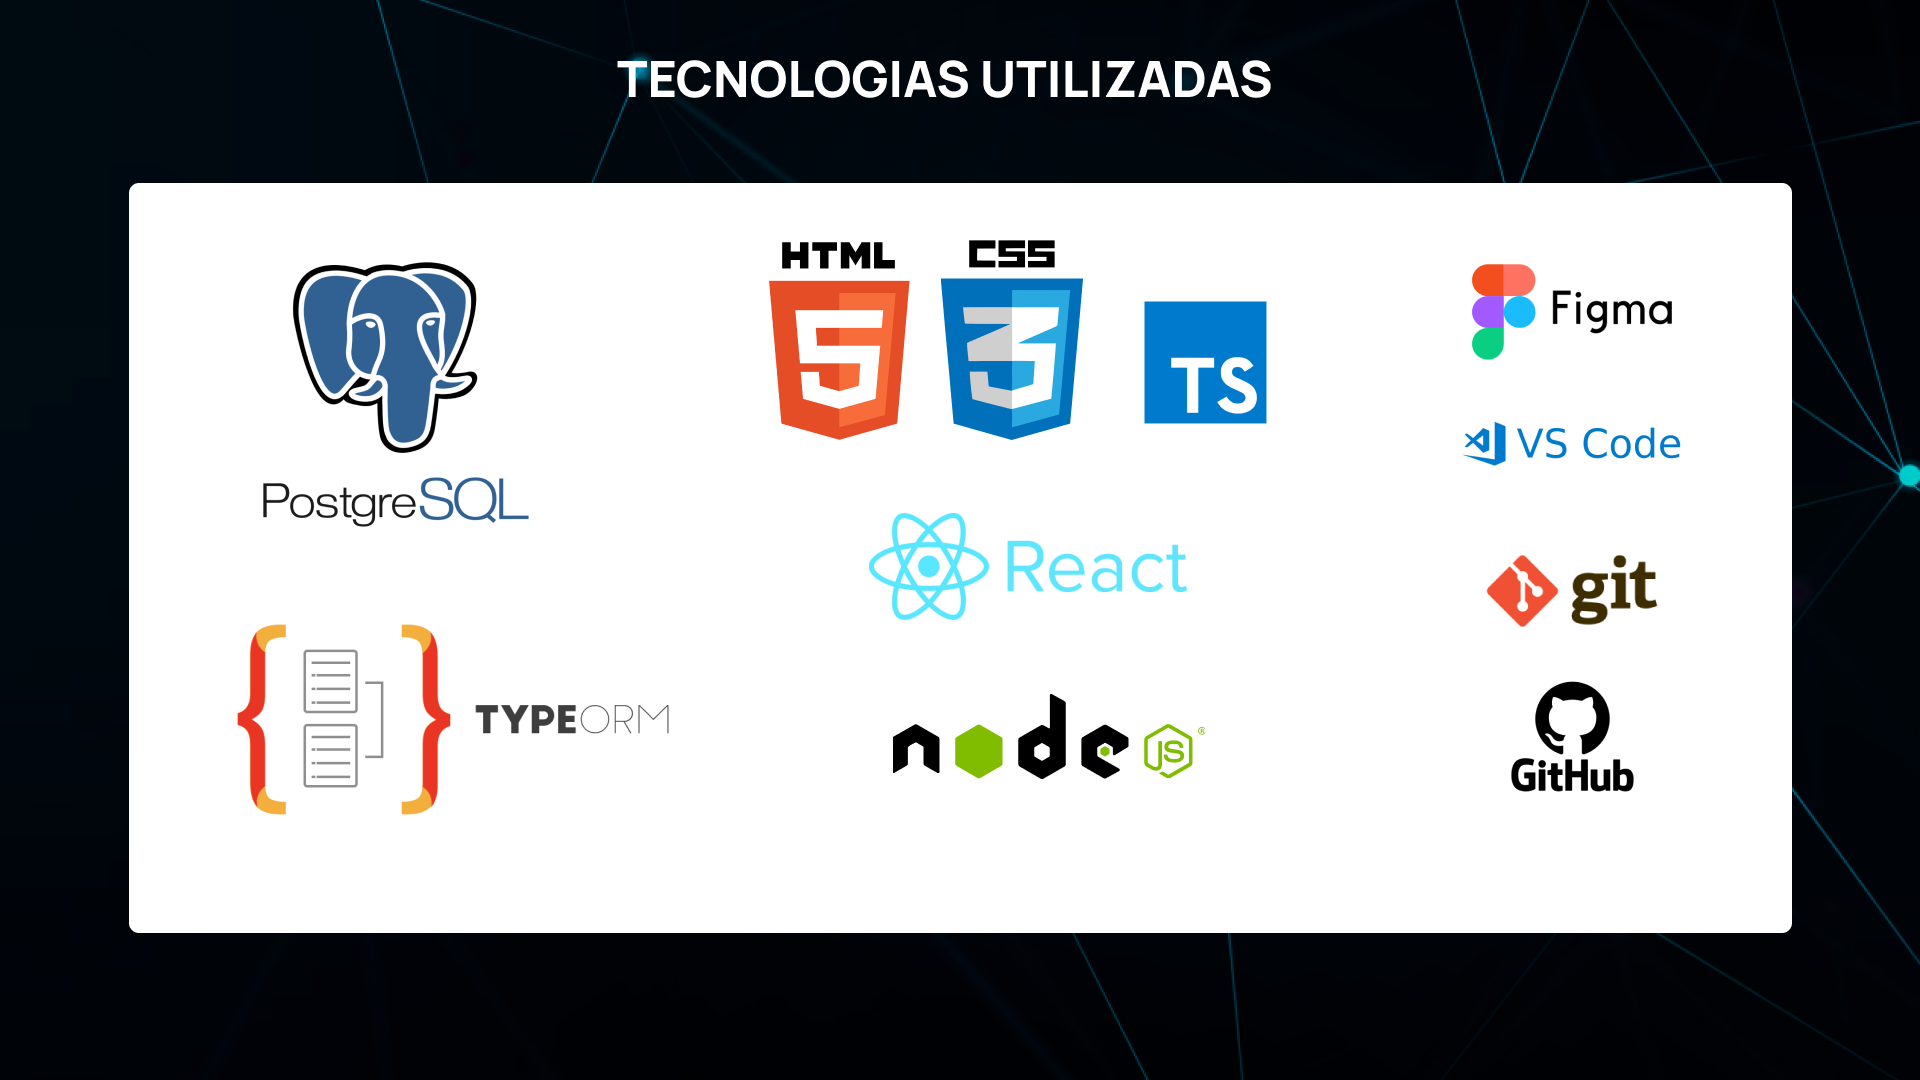 TECNOLOGIAS UTILIZADAS
PostgreSQL
TYPEORM
HTML
5
CSS
3
TS
React
node
JS
®
Figma
VS Code
git
GitHub